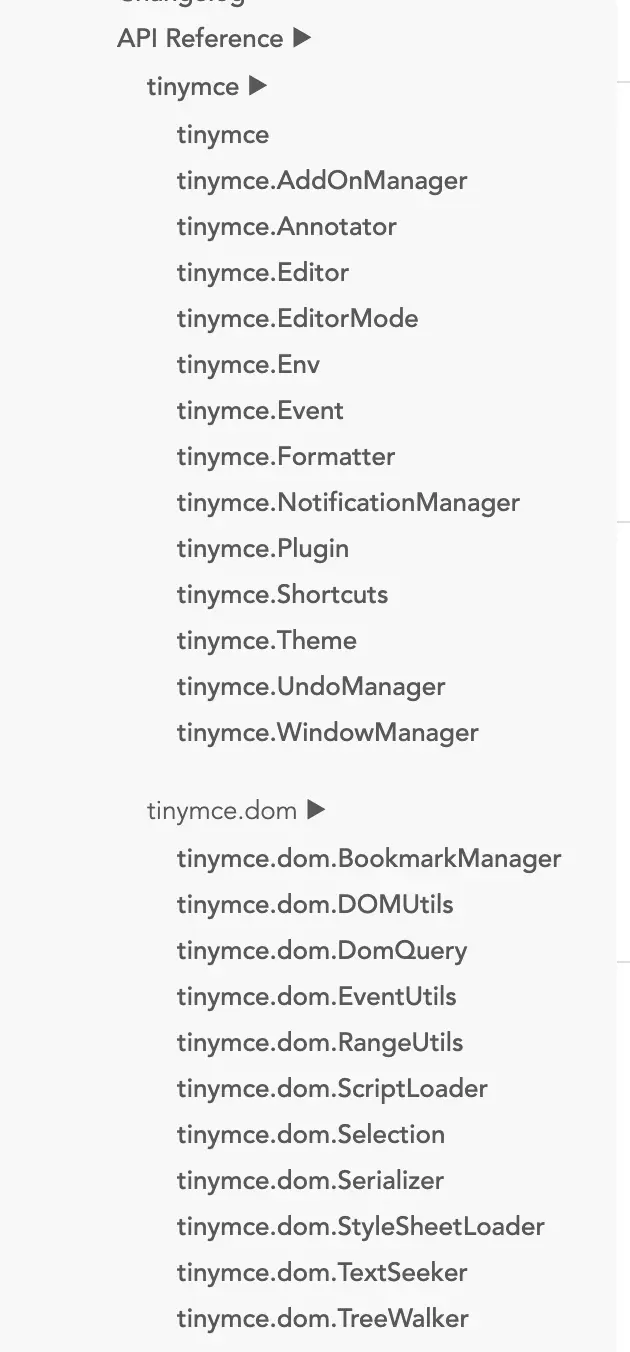 Changelog
API Reference ▶
tinymce ▶
tinymce
tinymce.AddOnManager
tinymce.Annotator
tinymce.Editor
tinymce.EditorMode
tinymce.Env
tinymce.Event
tinymce.Formatter
tinymce.NotificationManager
tinymce.Plugin
tinymce.Shortcuts
tinymce.Theme
tinymce.UndoManager
tinymce.WindowManager
tinymce.dom ▶
tinymce.dom.BookmarkManager
tinymce.dom.DOMUtils
tinymce.dom.DomQuery
tinymce.dom.EventUtils
tinymce.dom.RangeUtils
tinymce.dom.ScriptLoader
tinymce.dom.Selection
tinymce.dom.Serializer
tinymce.dom.StyleSheetLoader
tinymce.dom.TextSeeker
tinymce.dom.TreeWalker